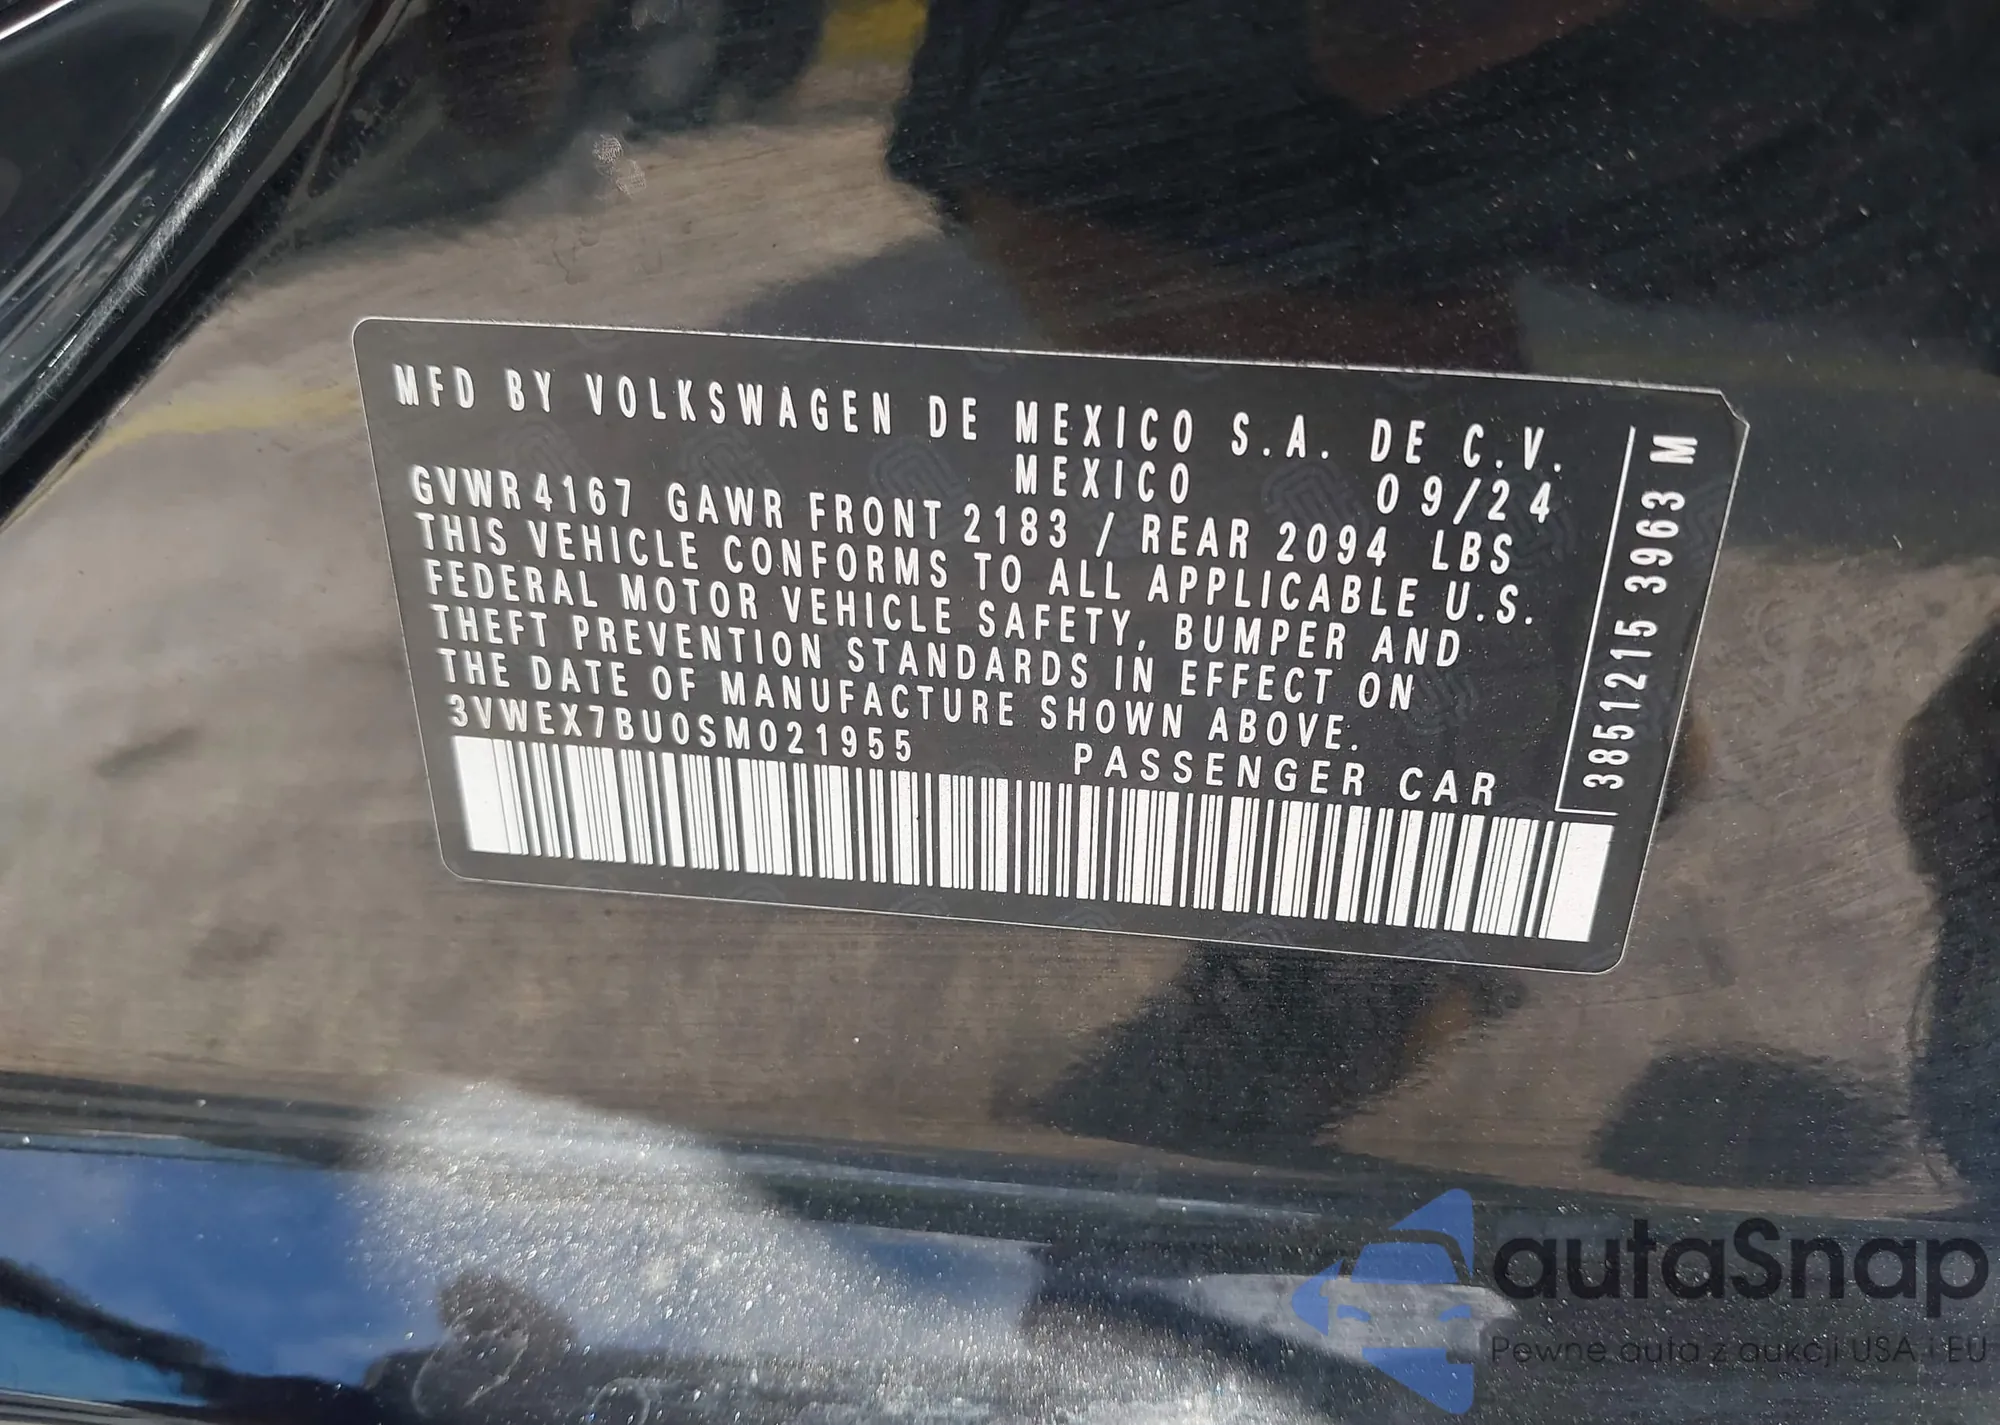 MFD BY VOLKSWAGEN DE MEXICO S.A. DE C.V.
MEXICO 09/24
GVWR 4167 GAWR FRONT 2183 / REAR 2094 LBS
THIS VEHICLE CONFORMS TO ALL APPLICABLE U.S.
FEDERAL MOTOR VEHICLE SAFETY, BUMPER AND
THEFT PREVENTION STANDARDS IN EFFECT ON
THE DATE OF MANUFACTURE SHOWN ABOVE.
3VWEX7BU0SM021955 PASSENGER CAR
3851215 3963 M
autaSnap
Pewne auta z aukcji USA i EU